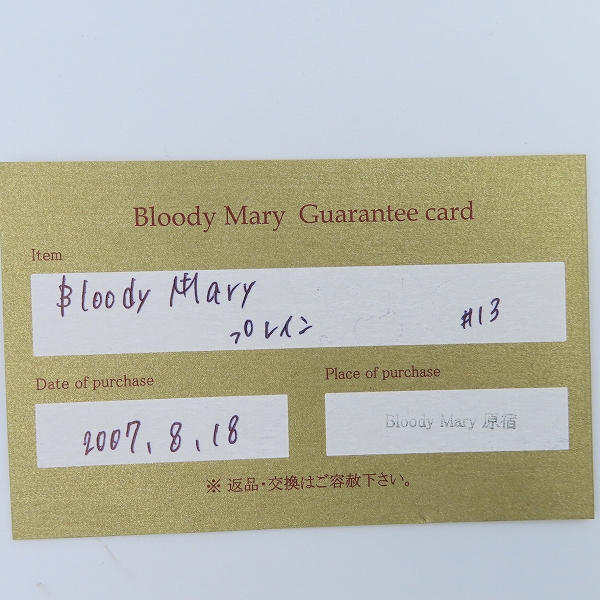 Bloody Mary Guarantee card
Item
Bloody Mary
プレイン #13
Date of purchase
2007.8.18
Place of purchase
Bloody Mary 原宿
※ 返品・交換はご容赦下さい。